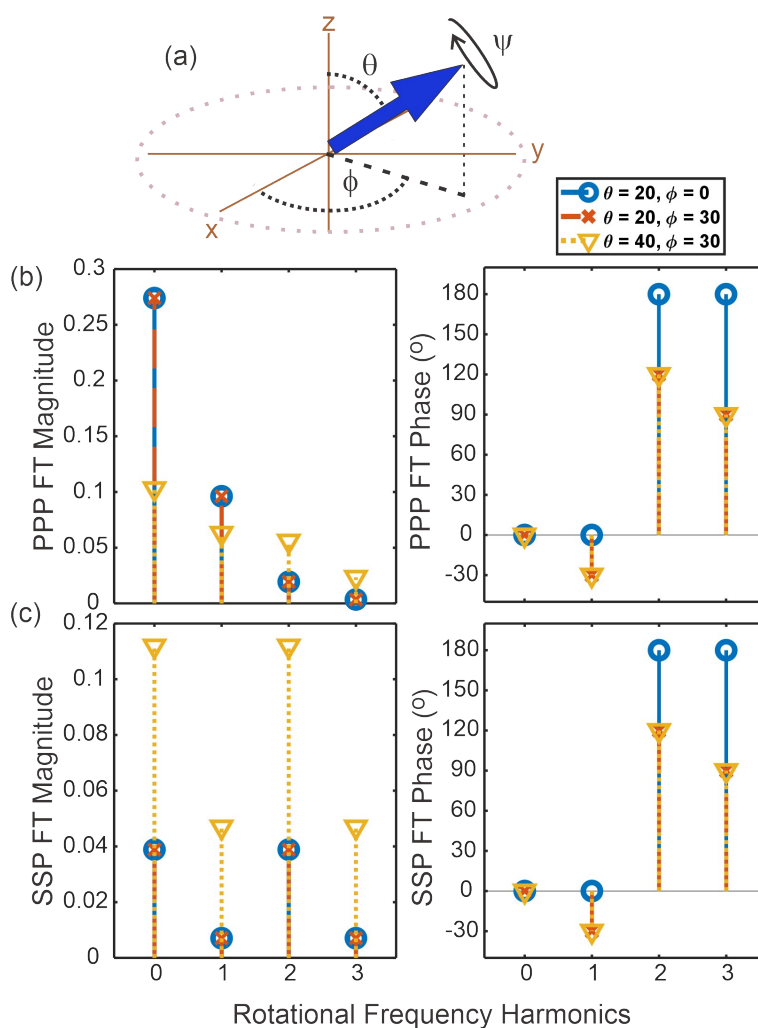 (a)
z
θ
ψ
y
ϕ
x
θ = 20, ϕ = 0
θ = 20, ϕ = 30
θ = 40, ϕ = 30
(b)
PPP FT Magnitude
0.3
0.25
0.2
0.15
0.1
0.05
0
PPP FT Phase (º)
180
150
120
90
60
30
0
-30
(c)
SSP FT Magnitude
0.12
0.1
0.08
0.06
0.04
0.02
0
0 1 2 3
SSP FT Phase (º)
180
150
120
90
60
30
0
-30
0 1 2 3
Rotational Frequency Harmonics